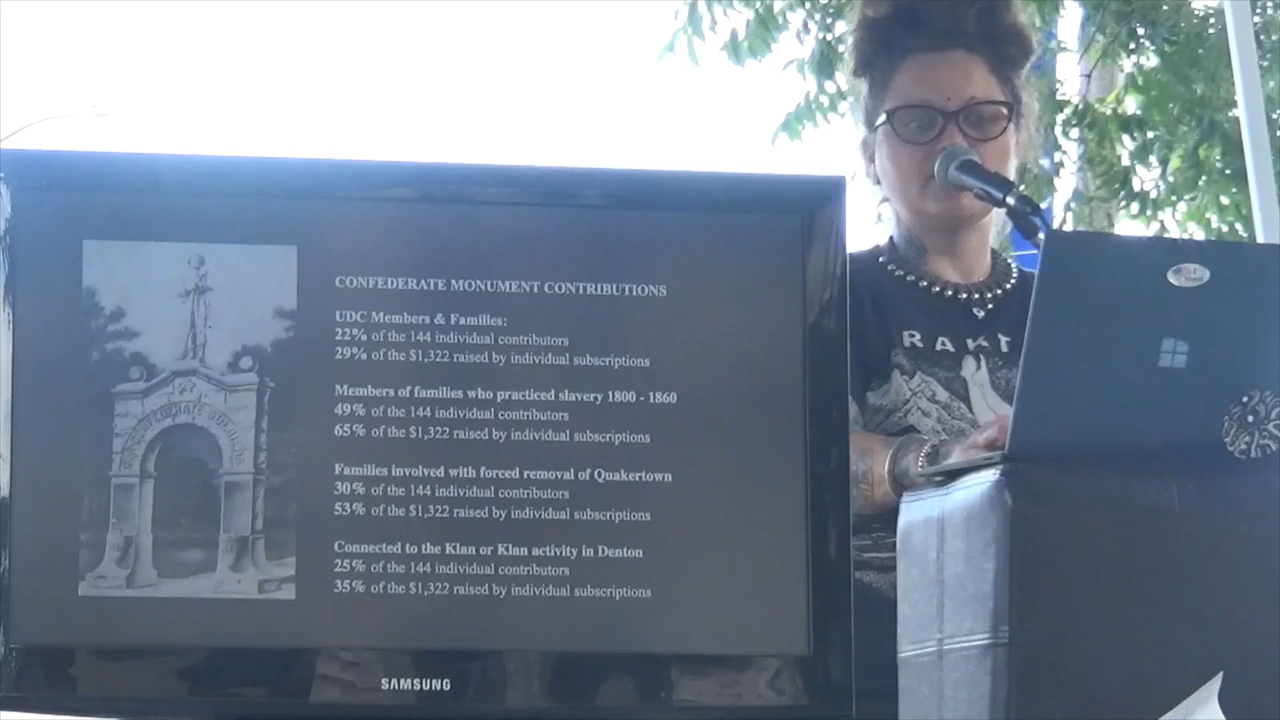 CONFEDERATE MONUMENT CONTRIBUTIONS
UDC Members & Families:
22% of the 144 individual contributors
29% of the $1,322 raised by individual subscriptions
Members of families who practiced slavery 1800 - 1860
49% of the 144 individual contributors
65% of the $1,322 raised by individual subscriptions
Families involved with forced removal of Quakertown
30% of the 144 individual contributors
53% of the $1,322 raised by individual subscriptions
Connected to the Klan or Klan activity in Denton
25% of the 144 individual contributors
35% of the $1,322 raised by individual subscriptions
SAMSUNG